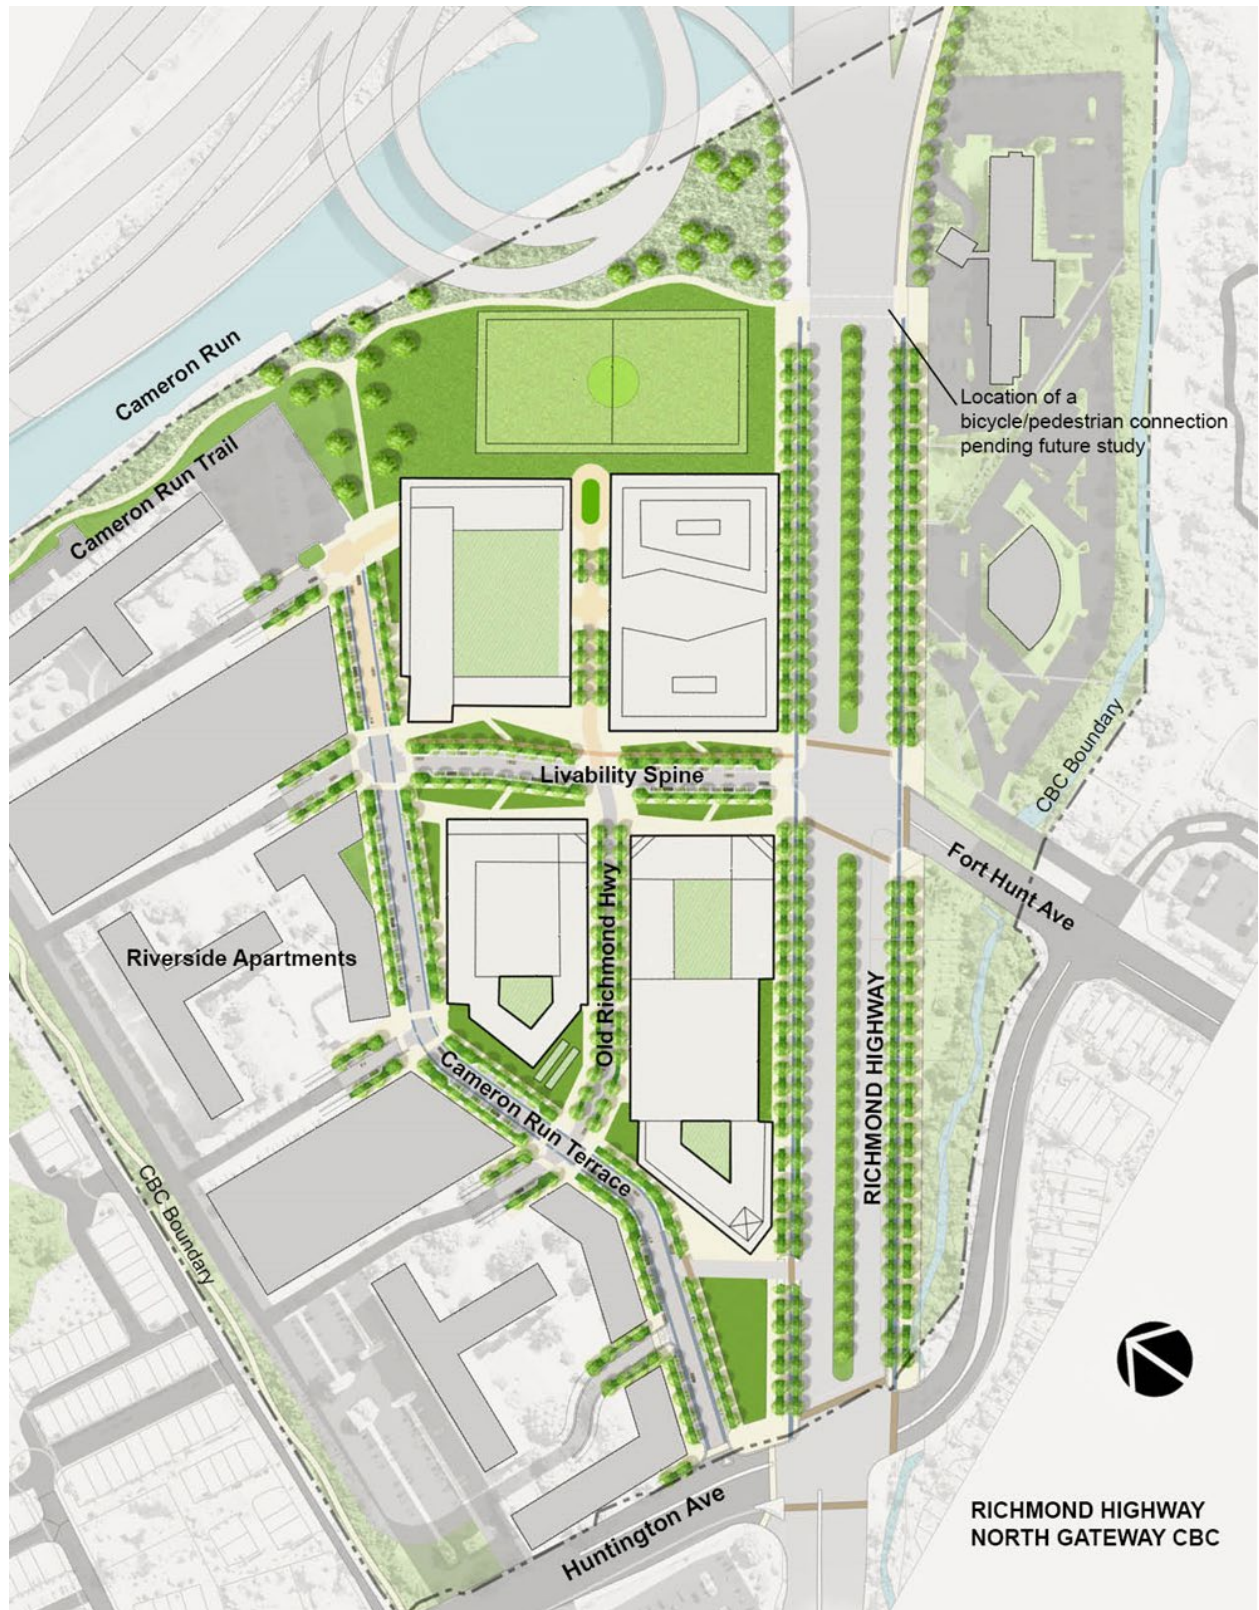 Cameron Run
Cameron Run Trail
Location of a
bicycle/pedestrian connection
pending future study
CBC Boundary
Livability Spine
Fort Hunt Ave
Old Richmond Hwy
Riverside Apartments
RICHMOND HIGHWAY
Cameron Run Terrace
CBC Boundary
Huntington Ave
RICHMOND HIGHWAY
NORTH GATEWAY CBC